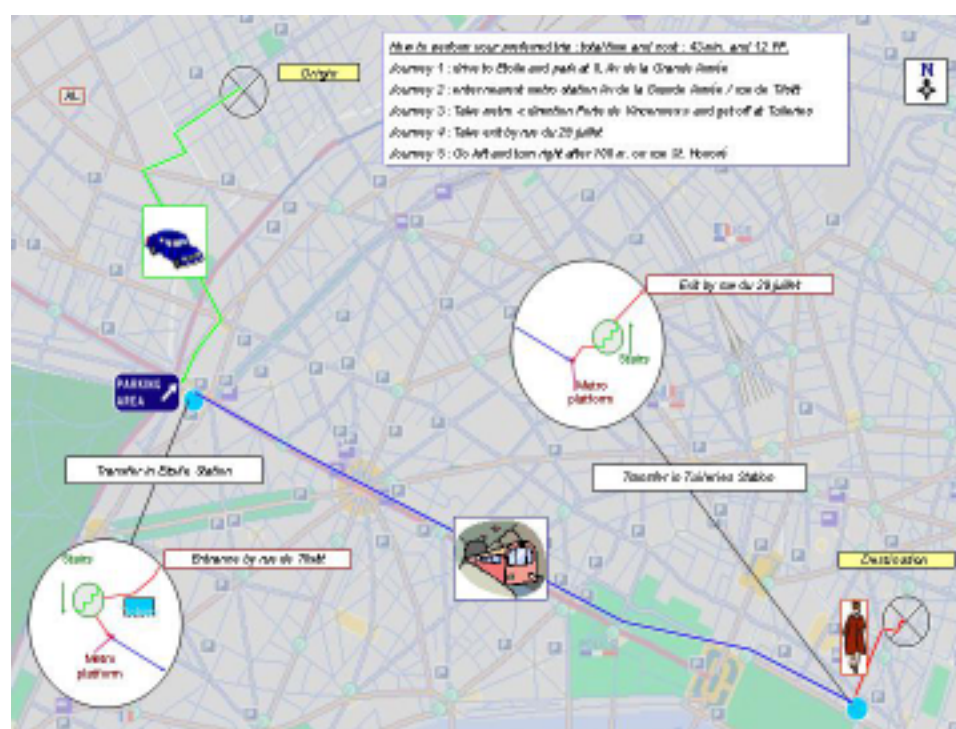 How to perform your preferred trip : total time and cost : 43 min. and 12 FF.
Journey 1 : drive to Etoile and park at 8, Av de la Grande Armée
Journey 2 : enter nearest metro station Av de la Grande Armée / rue de Tilsitt
Journey 3 : Take metro < direction Porte de Vincennes> and get off at Tuileries
Journey 4 : Take exit by rue du 29 juillet
Journey 5 : Go left and turn right after 100 m. on rue St. Honoré
Origin
N
Exit by rue du 29 juillet
Stairs
Metro platform
PARKING AREA
Transfer in Etoile Station
Transfer in Tuileries Station
Entrance by rue de Tilsitt
Stairs
Metro platform
Destination